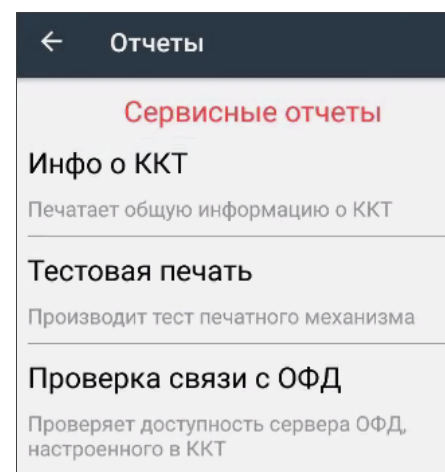 Отчеты
Сервисные отчеты
Инфо о ККТ
Печатает общую информацию о ККТ
Тестовая печать
Производит тест печатного механизма
Проверка связи с ОФД
Проверяет доступность сервера ОФД,
настроенного в ККТ